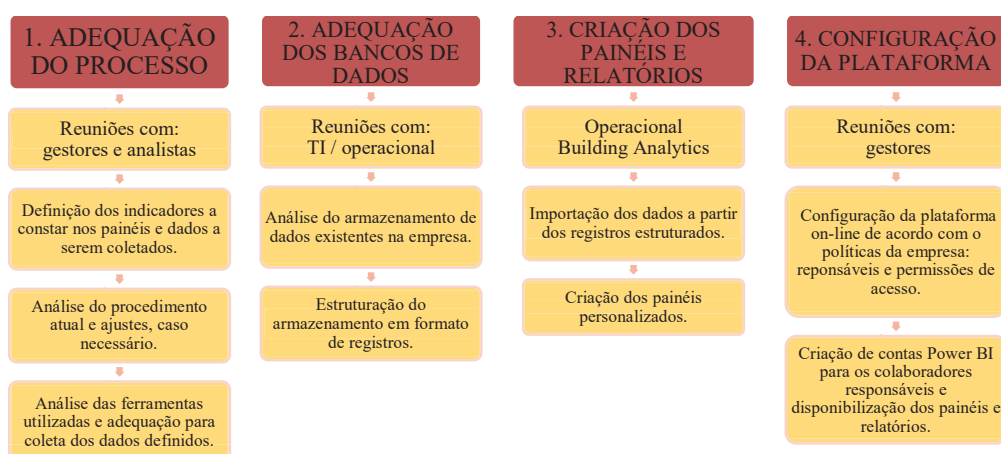 1. ADEQUAÇÃO
DO PROCESSO
Reuniões com:
gestores e analistas
Definição dos indicadores a
constar nos painéis e dados a
serem coletados.
Análise do procedimento
atual e ajustes, caso
necessário.
Análise das ferramentas
utilizadas e adequação para
coleta dos dados definidos.
2. ADEQUAÇÃO
DOS BANCOS DE
DADOS
Reuniões com:
TI / operacional
Análise do armazenamento de
dados existentes na empresa.
Estruturação do
armazenamento em formato
de registros.
3. CRIAÇÃO DOS
PAINÉIS E
RELATÓRIOS
Operacional
Building Analytics
Importação dos dados a partir
dos registros estruturados.
Criação dos painéis
personalizados.
4. CONFIGURAÇÃO
DA PLATAFORMA
Reuniões com:
gestores
Configuração da plataforma
on-line de acordo com o
políticas da empresa:
reponsáveis e permissões de
acesso.
Criação de contas Power BI
para os colaboradores
responsáveis e
disponibilização dos painéis e
relatórios.